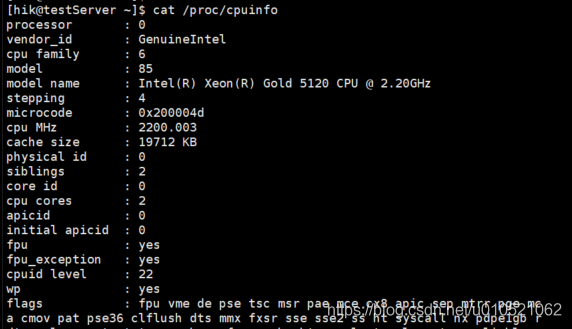 [hik@testServer ~]$ cat /proc/cpuinfo
processor : 0
vendor_id : GenuineIntel
cpu family : 6
model : 85
model name : Intel(R) Xeon(R) Gold 5120 CPU @ 2.20GHz
stepping : 4
microcode : 0x200004d
cpu MHz : 2200.003
cache size : 19712 KB
physical id : 0
siblings : 2
core id : 0
cpu cores : 2
apicid : 0
initial apicid : 0
fpu : yes
fpu_exception : yes
cpuid level : 22
wp : yes
flags : fpu vme de pse tsc msr pae mce cx8 apic sep mtrr pge mc
https://blog.csdn.net/u010521062
a cmov pat pse36 clflush dts mmx fxsr sse sse2 ss ht syscall nx pdpe1gb r